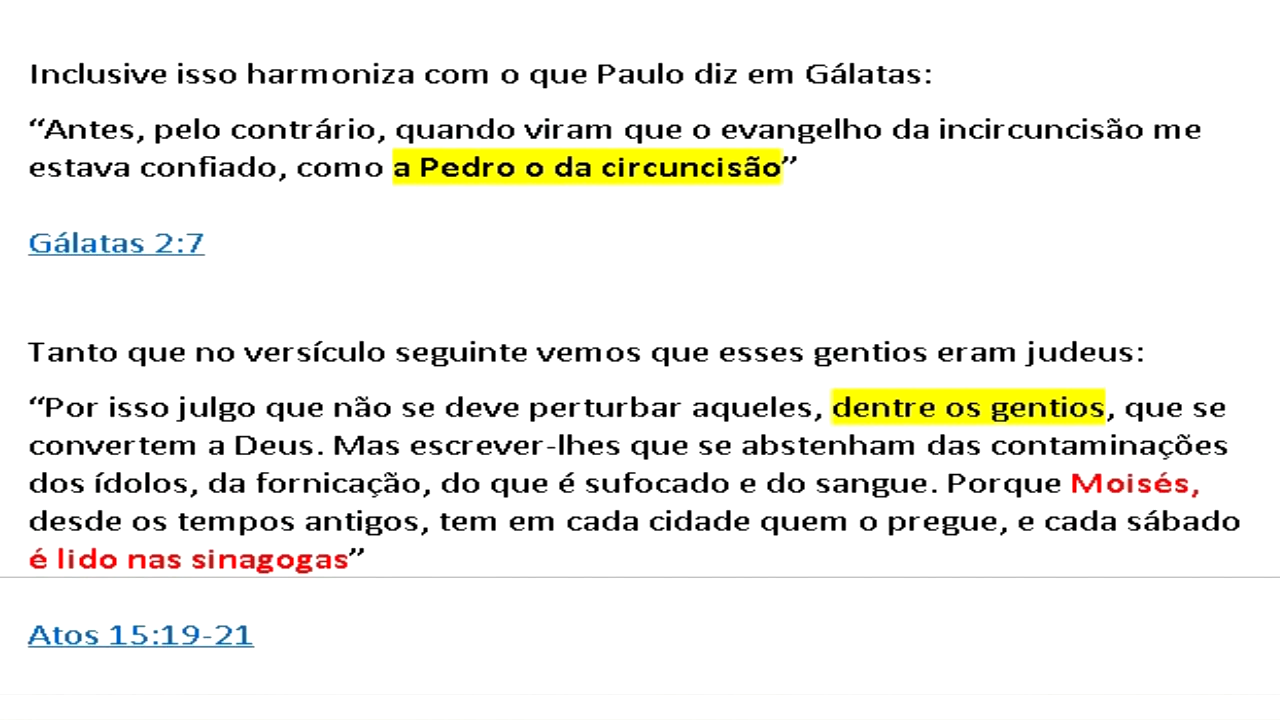 Inclusive isso harmoniza com o que Paulo diz em Gálatas:
“Antes, pelo contrário, quando viram que o evangelho da incircuncisão me
estava confiado, como a Pedro o da circuncisão”
Gálatas 2:7
Tanto que no versículo seguinte vemos que esses gentios eram judeus:
“Por isso julgo que não se deve perturbar aqueles, dentre os gentios, que se
convertem a Deus. Mas escrever-lhes que se abstenham das contaminações
dos ídolos, da fornicação, do que é sufocado e do sangue. Porque Moisés,
desde os tempos antigos, tem em cada cidade quem o pregue, e cada sábado
é lido nas sinagogas”
Atos 15:19-21